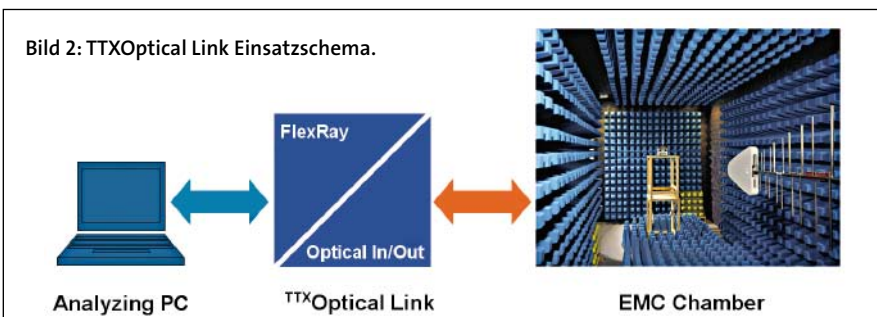 Bild 2: TTXOptical Link Einsatzschema.
FlexRay
Optical In/Out
Analyzing PC
TTXOptical Link
EMC Chamber